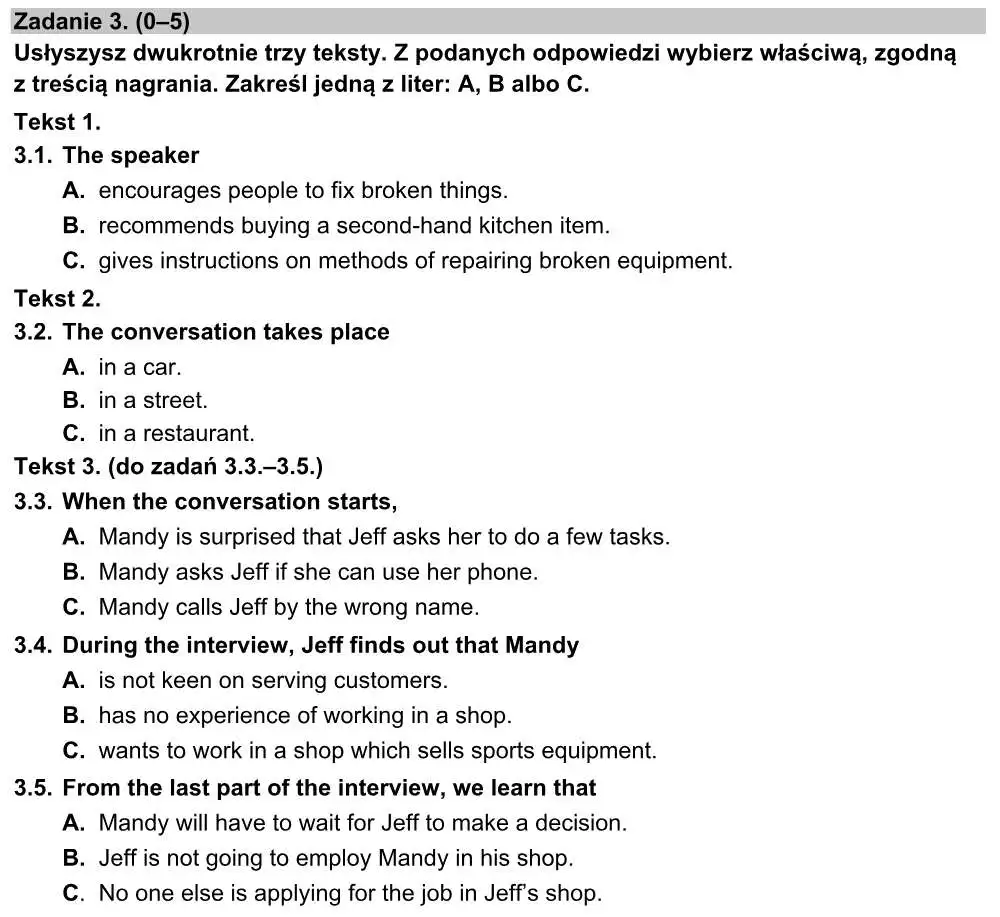 Zadanie 3. (0–5)
Usłyszysz dwukrotnie trzy teksty. Z podanych odpowiedzi wybierz właściwą, zgodną
z treścią nagrania. Zakreśl jedną z liter: A, B albo C.
Tekst 1.
3.1. The speaker
A. encourages people to fix broken things.
B. recommends buying a second-hand kitchen item.
C. gives instructions on methods of repairing broken equipment.
Tekst 2.
3.2. The conversation takes place
A. in a car.
B. in a street.
C. in a restaurant.
Tekst 3. (do zadań 3.3.–3.5.)
3.3. When the conversation starts,
A. Mandy is surprised that Jeff asks her to do a few tasks.
B. Mandy asks Jeff if she can use her phone.
C. Mandy calls Jeff by the wrong name.
3.4. During the interview, Jeff finds out that Mandy
A. is not keen on serving customers.
B. has no experience of working in a shop.
C. wants to work in a shop which sells sports equipment.
3.5. From the last part of the interview, we learn that
A. Mandy will have to wait for Jeff to make a decision.
B. Jeff is not going to employ Mandy in his shop.
C. No one else is applying for the job in Jeff's shop.